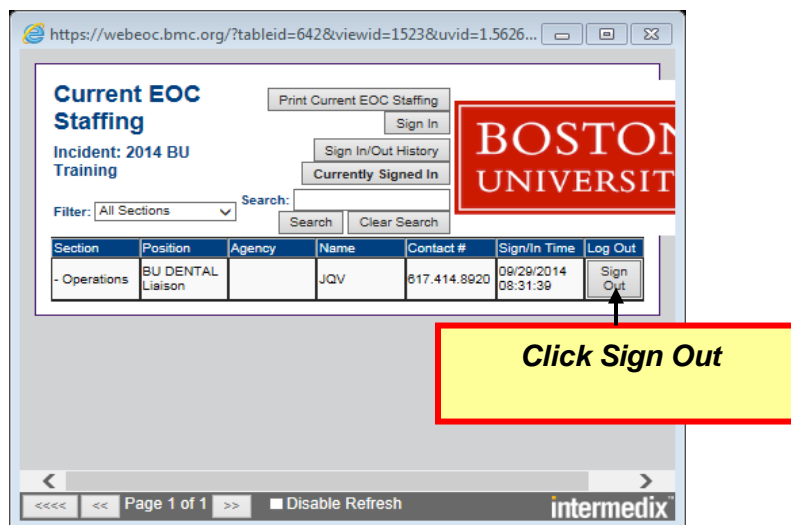 https://webeoc.bmc.org/?tableid=642&viewid=1523&uvid=1.5626...
Current EOC
Staffing
Incident: 2014 BU
Training
Print Current EOC Staffing
Sign In
Sign In/Out History
Currently Signed In
BOSTON
UNIVERSIT
Filter: All Sections
Search:
Search Clear Search
Section Position Agency Name Contact # Sign/In Time Log Out
- Operations BU DENTAL Liaison JQV 617.414.8920 09/29/2014 08:31:39 Sign Out
Click Sign Out
<<<< << Page 1 of 1 >> Disable Refresh intermedix